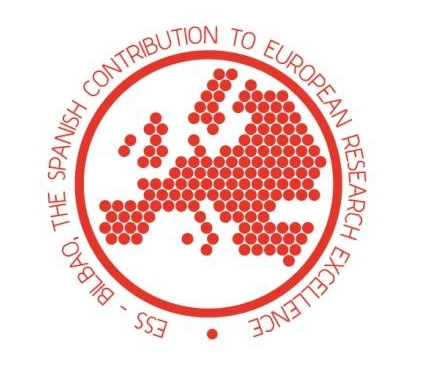 ESS - BILBAO, THE SPANISH CONTRIBUTION TO EUROPEAN RESEARCH EXCELLENCE